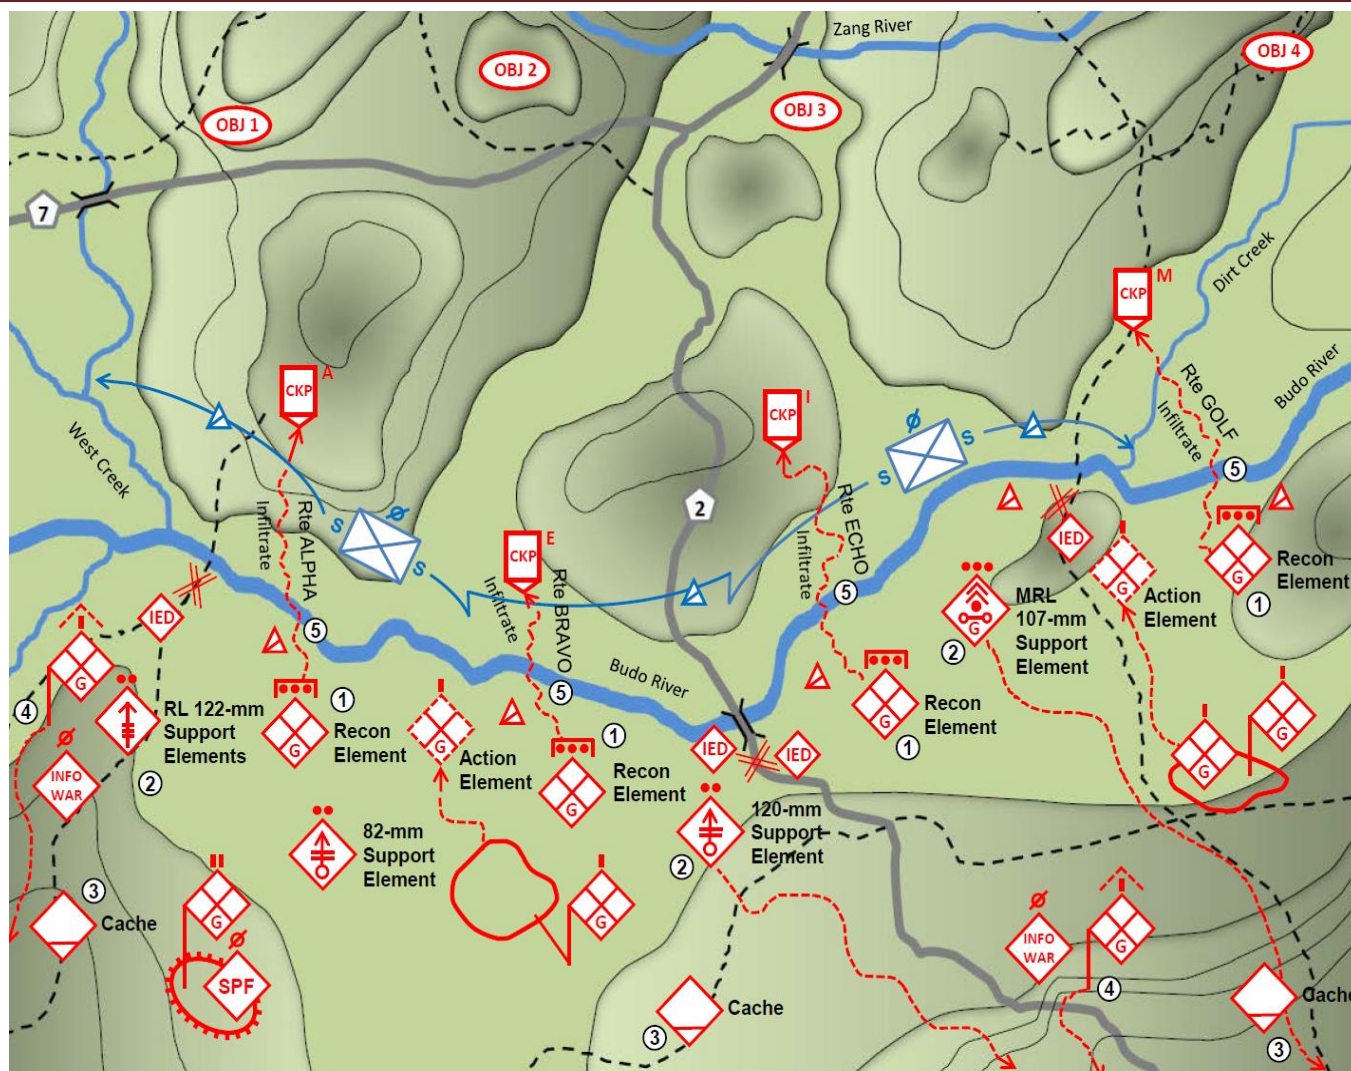 Zang River
OBJ 1
OBJ 2
OBJ 3
OBJ 4
7
CKP
M
Dirt Creek
Budo River
Rte GOLF
Infiltrate
CKP
A
CKP
I
West Creek
S
Ø
S
S
Ø
S
2
Rte ALPHA
Infiltrate
CKP
E
Rte BRAVO
Infiltrate
Rte ECHO
Infiltrate
5
5
5
5
IED
IED
G
Recon
Element
1
G
Action
Element
MRL
107-mm
Support
Element
G
2
G
4
RL 122-mm
Support
Elements
2
INFO
WAR
G
1
Recon
Element
G
Action
Element
G
1
Recon
Element
Budo River
IED
IED
G
Recon
Element
1
G
G
82-mm
Support
Element
120-mm
Support
Element
2
3
Cache
G
SPF
G
Cache
3
INFO
WAR
G
4
Cache
3